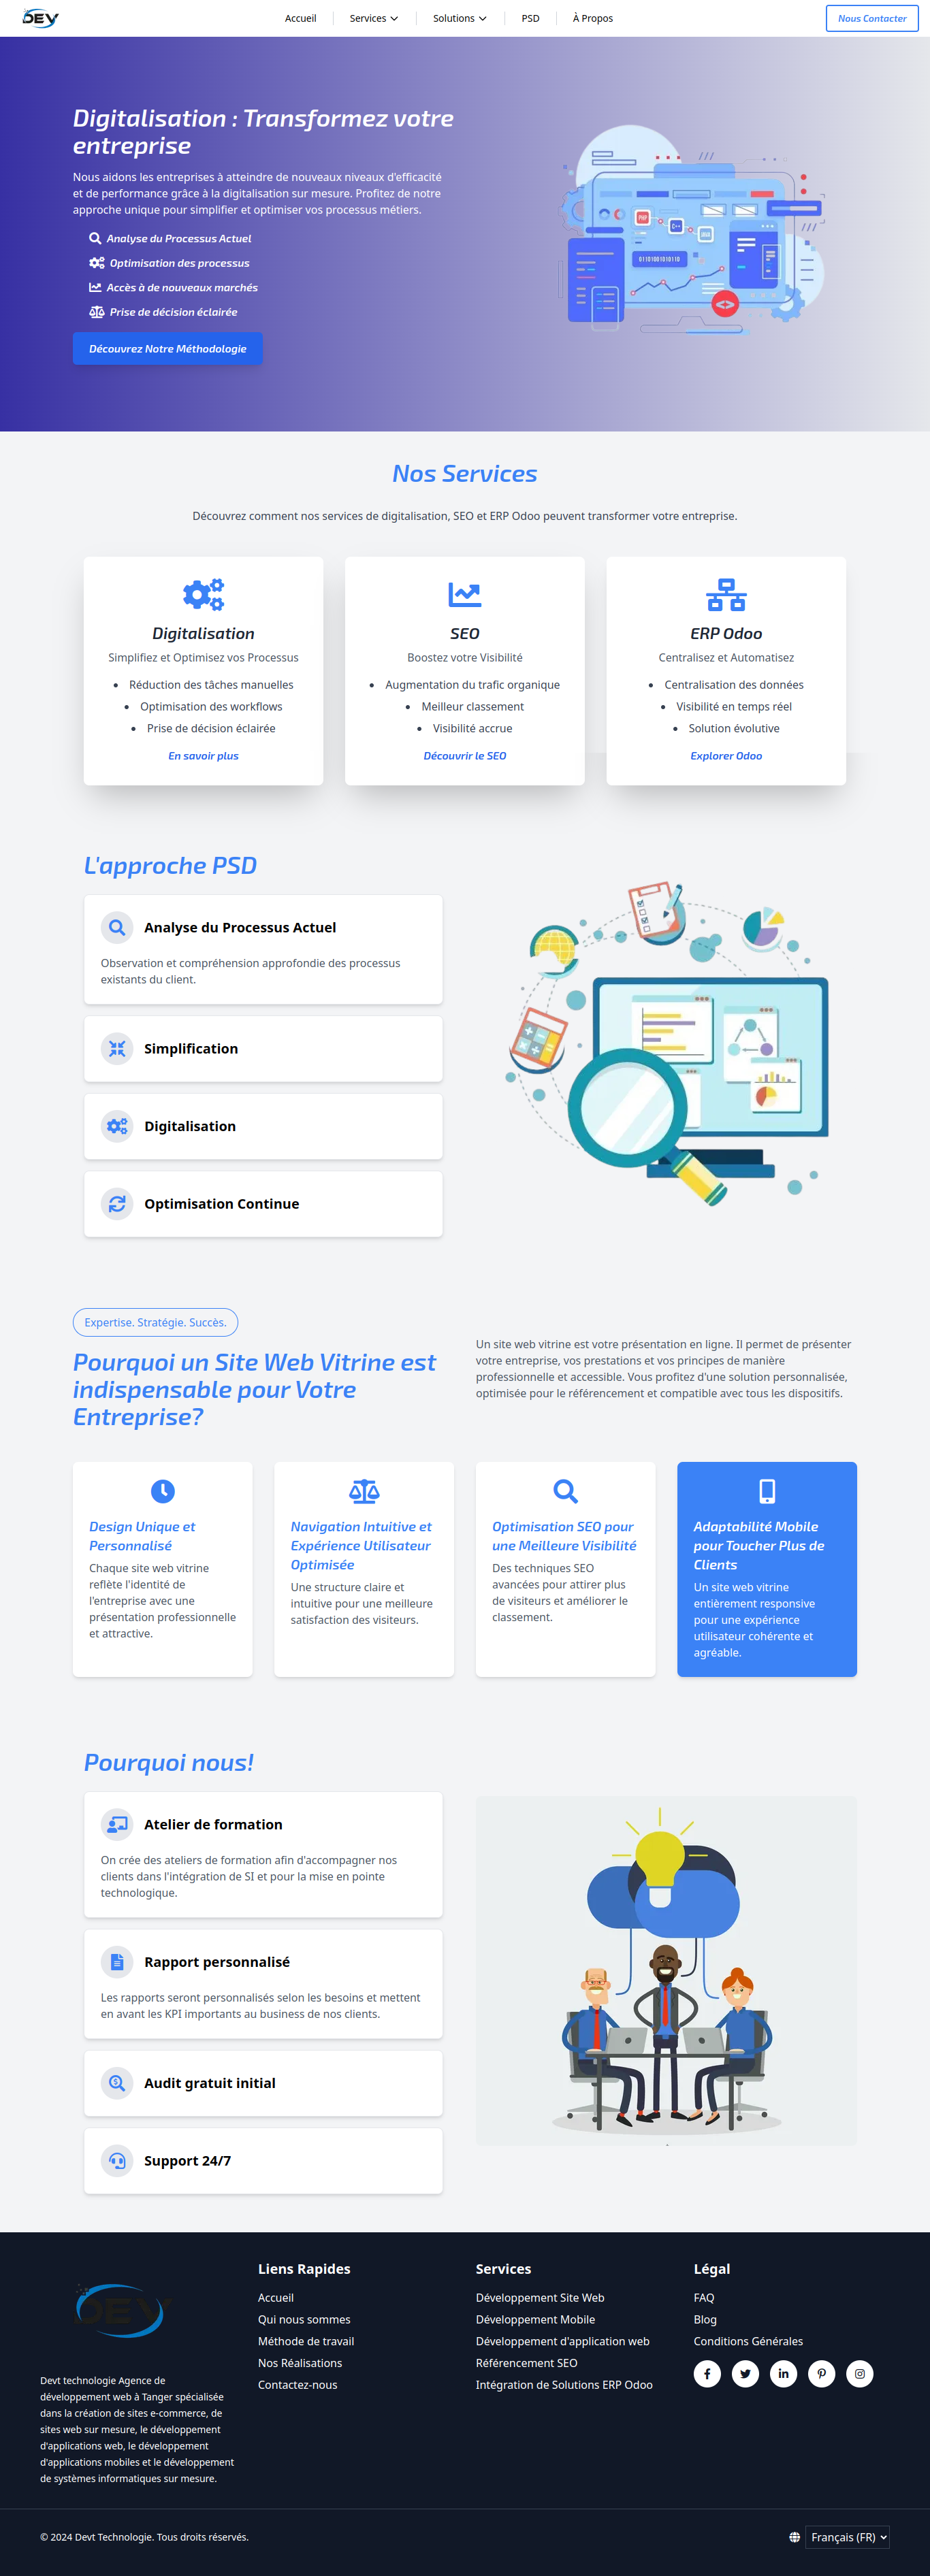 DEV
Accueil
Services
Solutions
PSD
À Propos
Nous Contacter
Digitalisation : Transformez votre
entreprise
Nous aidons les entreprises à atteindre de nouveaux niveaux d'efficacité
et de performance grâce à la digitalisation sur mesure. Profitez de notre
approche unique pour simplifier et optimiser vos processus métiers.
Analyse du Processus Actuel
Optimisation des processus
Accès à de nouveaux marchés
Prise de décision éclairée
Découvrez Notre Méthodologie
PHP
C++
JAVA
01101001010110
</>
Nos Services
Découvrez comment nos services de digitalisation, SEO et ERP Odoo peuvent transformer votre entreprise.
Digitalisation
Simplifiez et Optimisez vos Processus
• Réduction des tâches manuelles
• Optimisation des workflows
• Prise de décision éclairée
En savoir plus
SEO
Boostez votre Visibilité
• Augmentation du trafic organique
• Meilleur classement
• Visibilité accrue
Découvrir le SEO
ERP Odoo
Centralisez et Automatisez
• Centralisation des données
• Visibilité en temps réel
• Solution évolutive
Explorer Odoo
L'approche PSD
Analyse du Processus Actuel
Observation et compréhension approfondie des processus
existants du client.
Simplification
Digitalisation
Optimisation Continue
Expertise. Stratégie. Succès.
Pourquoi un Site Web Vitrine est
indispensable pour Votre
Entreprise?
Un site web vitrine est votre présentation en ligne. Il permet de présenter
votre entreprise, vos prestations et vos principes de manière
professionnelle et accessible. Vous profitez d'une solution personnalisée,
optimisée pour le référencement et compatible avec tous les dispositifs.
Design Unique et
Personnalisé
Chaque site web vitrine
reflète l'identité de
l'entreprise avec une
présentation professionnelle
et attractive.
Navigation Intuitive et
Expérience Utilisateur
Optimisée
Une structure claire et
intuitive pour une meilleure
satisfaction des visiteurs.
Optimisation SEO pour
une Meilleure Visibilité
Des techniques SEO
avancées pour attirer plus
de visiteurs et améliorer le
classement.
Adaptabilité Mobile
pour Toucher Plus de
Clients
Un site web vitrine
entièrement responsive
pour une expérience
utilisateur cohérente et
agréable.
Pourquoi nous!
Atelier de formation
On crée des ateliers de formation afin d'accompagner nos
clients dans l'intégration de SI et pour la mise en pointe
technologique.
Rapport personnalisé
Les rapports seront personnalisés selon les besoins et mettent
en avant les KPI importants au business de nos clients.
Audit gratuit initial
Support 24/7
DEV
Devt technologie Agence de
développement web à Tanger spécialisée
dans la création de sites e-commerce, de
sites web sur mesure, le développement
d'applications web, le développement
d'applications mobiles et le développement
de systèmes informatiques sur mesure.
Liens Rapides
Accueil
Qui nous sommes
Méthode de travail
Nos Réalisations
Contactez-nous
Services
Développement Site Web
Développement Mobile
Développement d'application web
Référencement SEO
Intégration de Solutions ERP Odoo
Légal
FAQ
Blog
Conditions Générales
© 2024 Devt Technologie. Tous droits réservés.
Français (FR)